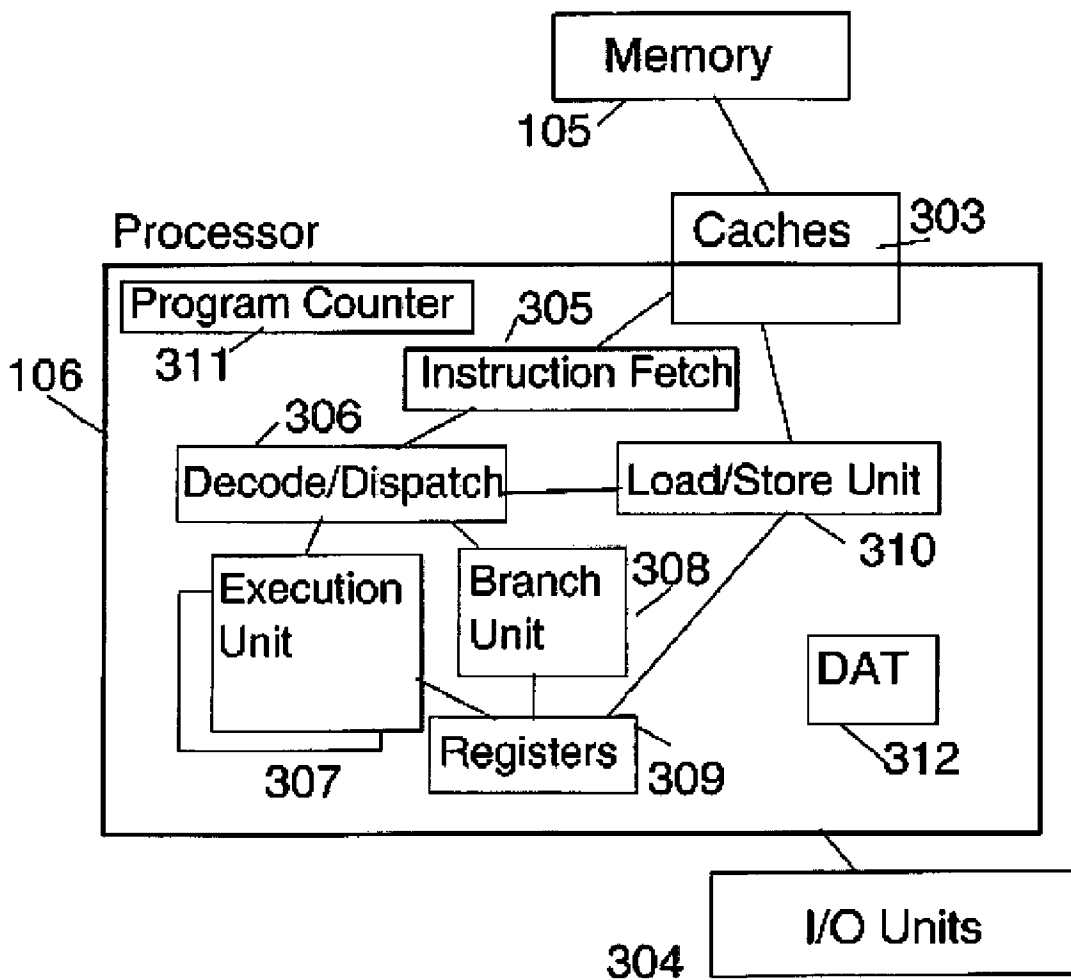 Memory
105
Processor
Caches
303
Program Counter
311
305
Instruction Fetch
106
306
Decode/Dispatch
Load/Store Unit
310
Execution
Unit
307
Branch
Unit
308
Registers
309
DAT
312
I/O Units
304